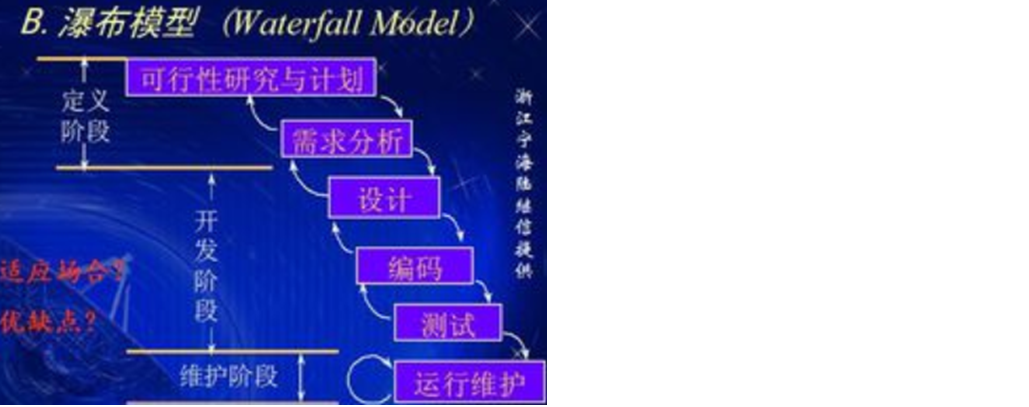 B. 瀑布模型 (Waterfall Model)
可行性研究与计划
定义
阶段
需求分析
设计
开
发
阶
段
编码
适应场合?
优缺点?
测试
维护阶段
运行维护
浙江宁海陆继信提供